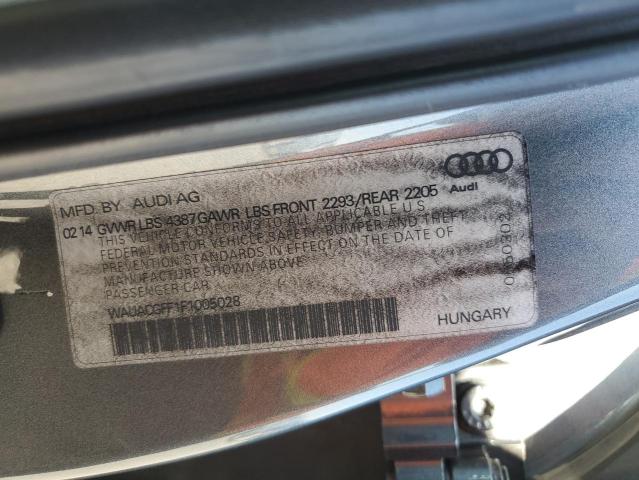 MFD. BY AUDI AG
02 14 GVWR LBS 4387 GAWR LBS FRONT 2293/REAR 2205
THIS VEHICLE CONFORMS TO ALL APPLICABLE U.S.
FEDERAL MOTOR VEHICLE SAFETY, BUMPER AND THEFT
PREVENTION STANDARDS IN EFFECT ON THE DATE OF
MANUFACTURE SHOWN ABOVE.
PASSENGER CAR
WAUACGFF1F1005028
Audi
HUNGARY